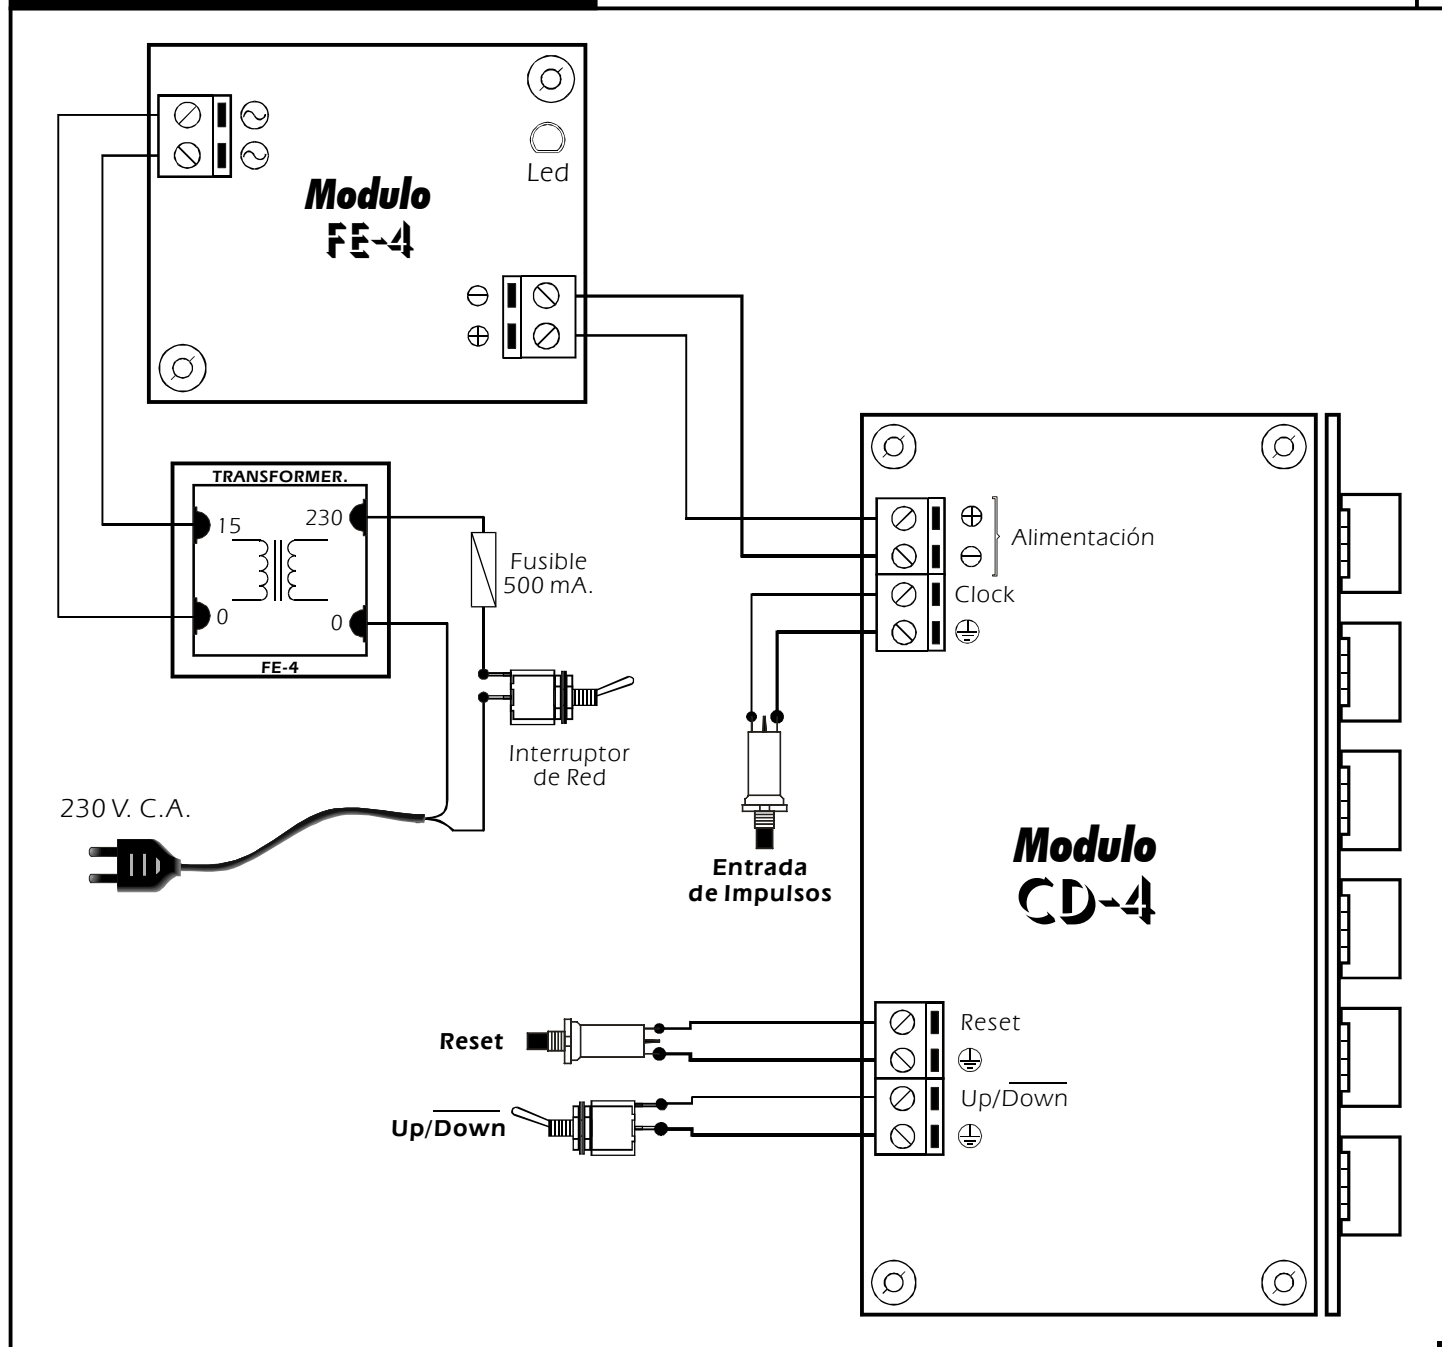 Led
Modulo
FE-4
TRANSFORMER.
15
230
0
0
FE-4
Fusible
500 mA.
Interruptor
de Red
230 V. C.A.
Alimentación
Clock
Entrada
de Impulsos
Modulo
CD-4
Reset
Reset
Up/Down
Up/Down